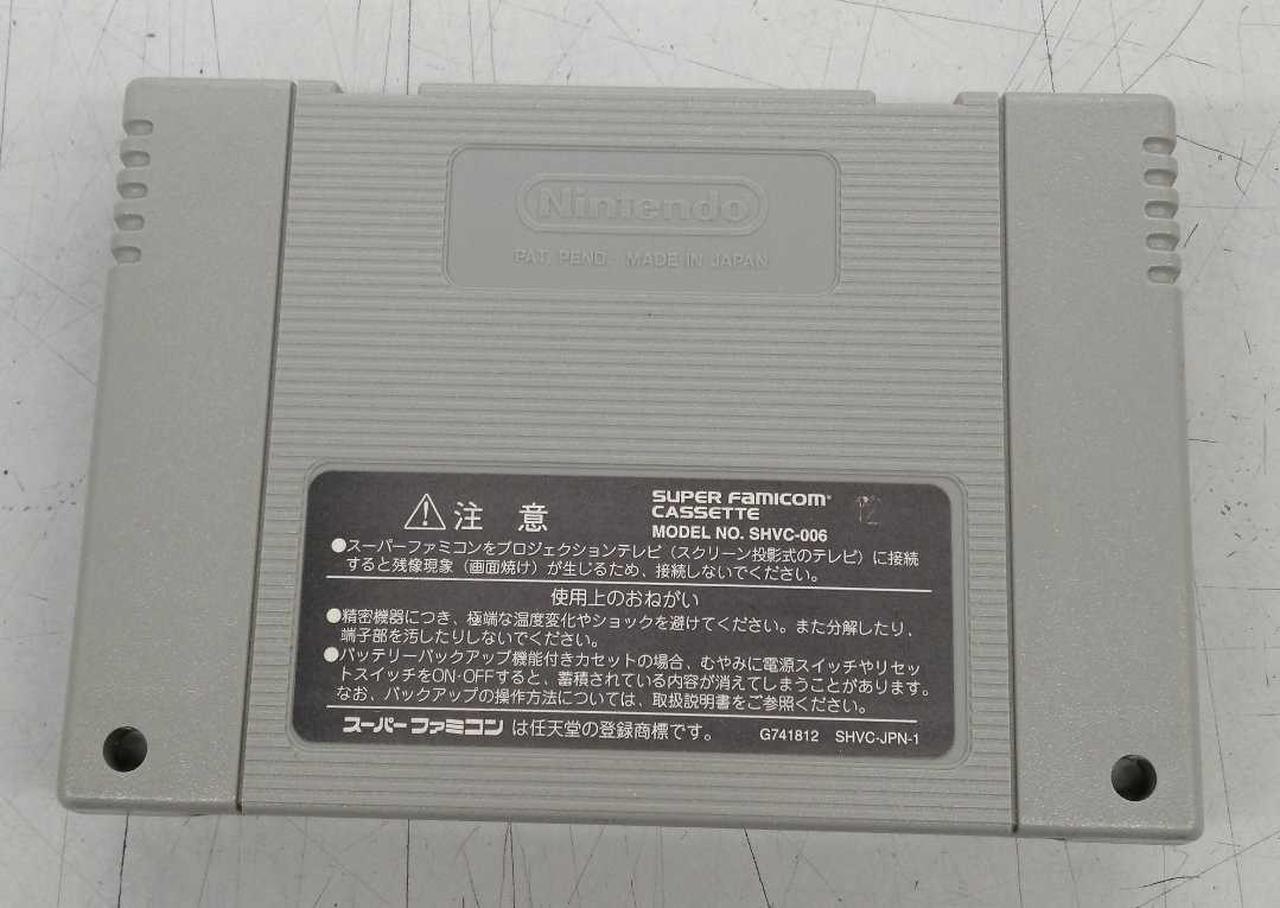 Nintendo
PAT. PEND. MADE IN JAPAN
注意
SUPER FAMICOM®
CASSETTE
MODEL NO. SHVC-006
12
●スーパーファミコンをプロジェクションテレビ（スクリーン投影式のテレビ）に接続
すると残像現象（画面焼け）が生じるため、接続しないでください。
使用上のおねがい
●精密機器につき、極端な温度変化やショックを避けてください。また分解したり、
端子部を汚したりしないでください。
●バッテリーバックアップ機能付きカセットの場合、むやみに電源スイッチやリセッ
トスイッチをON・OFFすると、蓄積されている内容が消えてしまうことがあります。
なお、バックアップの操作方法については、取扱説明書をご参照ください。
スーパーファミコンは任天堂の登録商標です。 G741812 SHVC-JPN-1